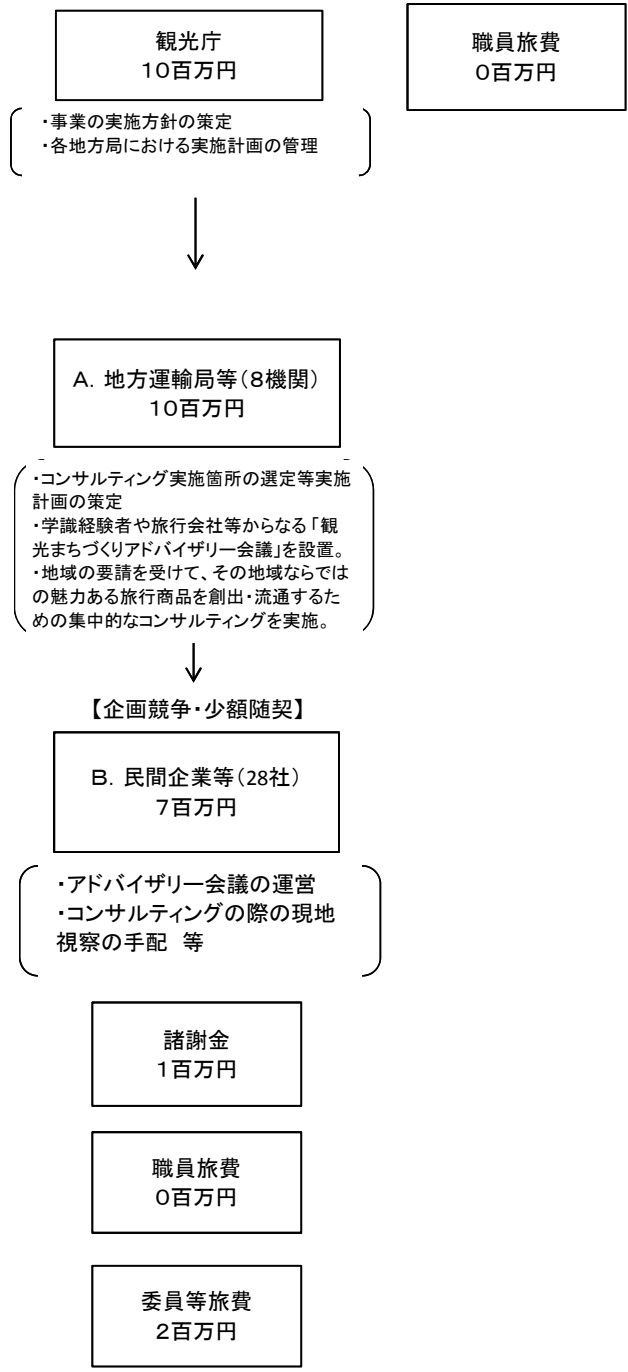 観光庁
10百万円
職員旅費
0百万円
・事業の実施方針の策定
・各地方局における実施計画の管理
A．地方運輸局等（８機関）
10百万円
・コンサルティング実施箇所の選定等実施
計画の策定
・学識経験者や旅行会社等からなる「観
光まちづくりアドバイザリー会議」を設置。
・地域の要請を受けて、その地域ならでは
の魅力ある旅行商品を創出・流通するた
めの集中的なコンサルティングを実施。
【企画競争・少額随契】
B．民間企業等（28社）
７百万円
・アドバイザリー会議の運営
・コンサルティングの際の現地
視察の手配　等
諸謝金
１百万円
職員旅費
0百万円
委員等旅費
２百万円